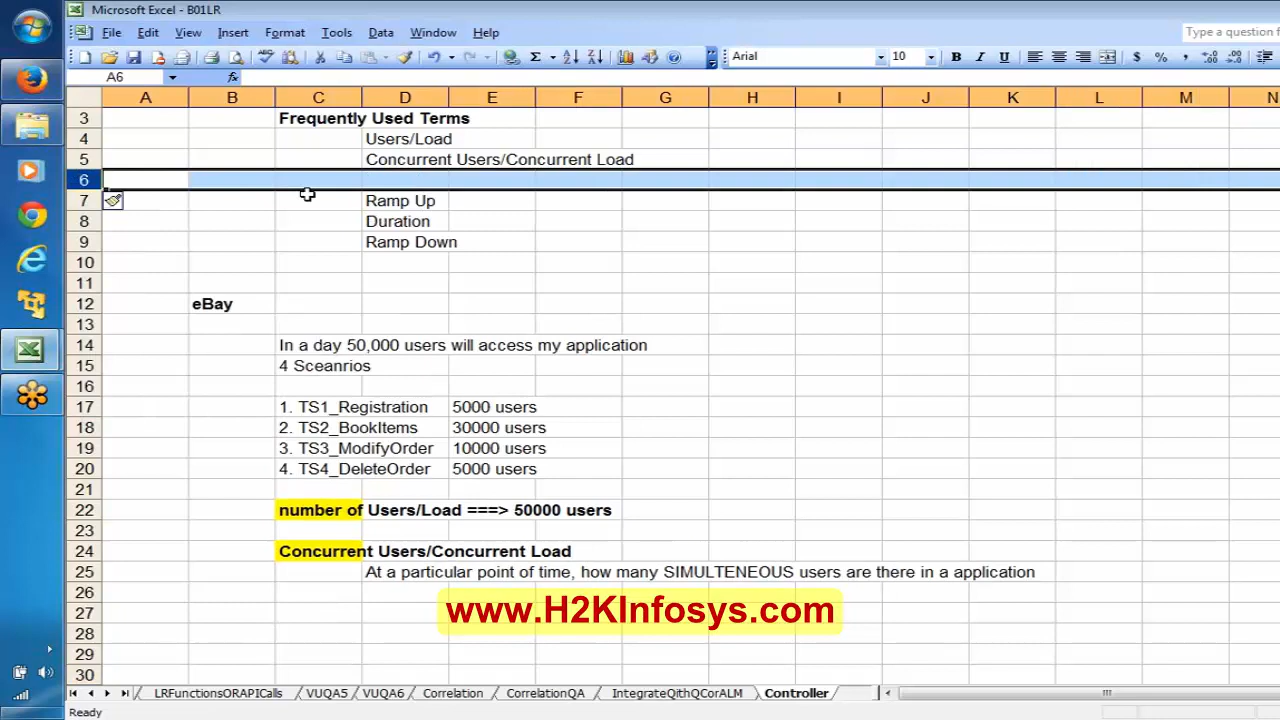 Microsoft Excel - B01LR
File Edit View Insert Format Tools Data Window Help
Type a question f
Arial 10 B I U $ % ,
A6 fx
A B C D E F G H I J K L M N
3 Frequently Used Terms
4 Users/Load
5 Concurrent Users/Concurrent Load
6
7 Ramp Up
8 Duration
9 Ramp Down
10
11
12 eBay
13
14 In a day 50,000 users will access my application
15 4 Sceanrios
16
17 1. TS1_Registration 5000 users
18 2. TS2_BookItems 30000 users
19 3. TS3_ModifyOrder 10000 users
20 4. TS4_DeleteOrder 5000 users
21
22 number of Users/Load ===> 50000 users
23
24 Concurrent Users/Concurrent Load
25 At a particular point of time, how many SIMULTENEOUS users are there in a application
26
www.H2KInfosys.com
27
28
29
30
LRFunctionsORAPICalls VUQA5 VUQA6 Correlation CorrelationQA IntegrateQithQCorALM Controller
Ready